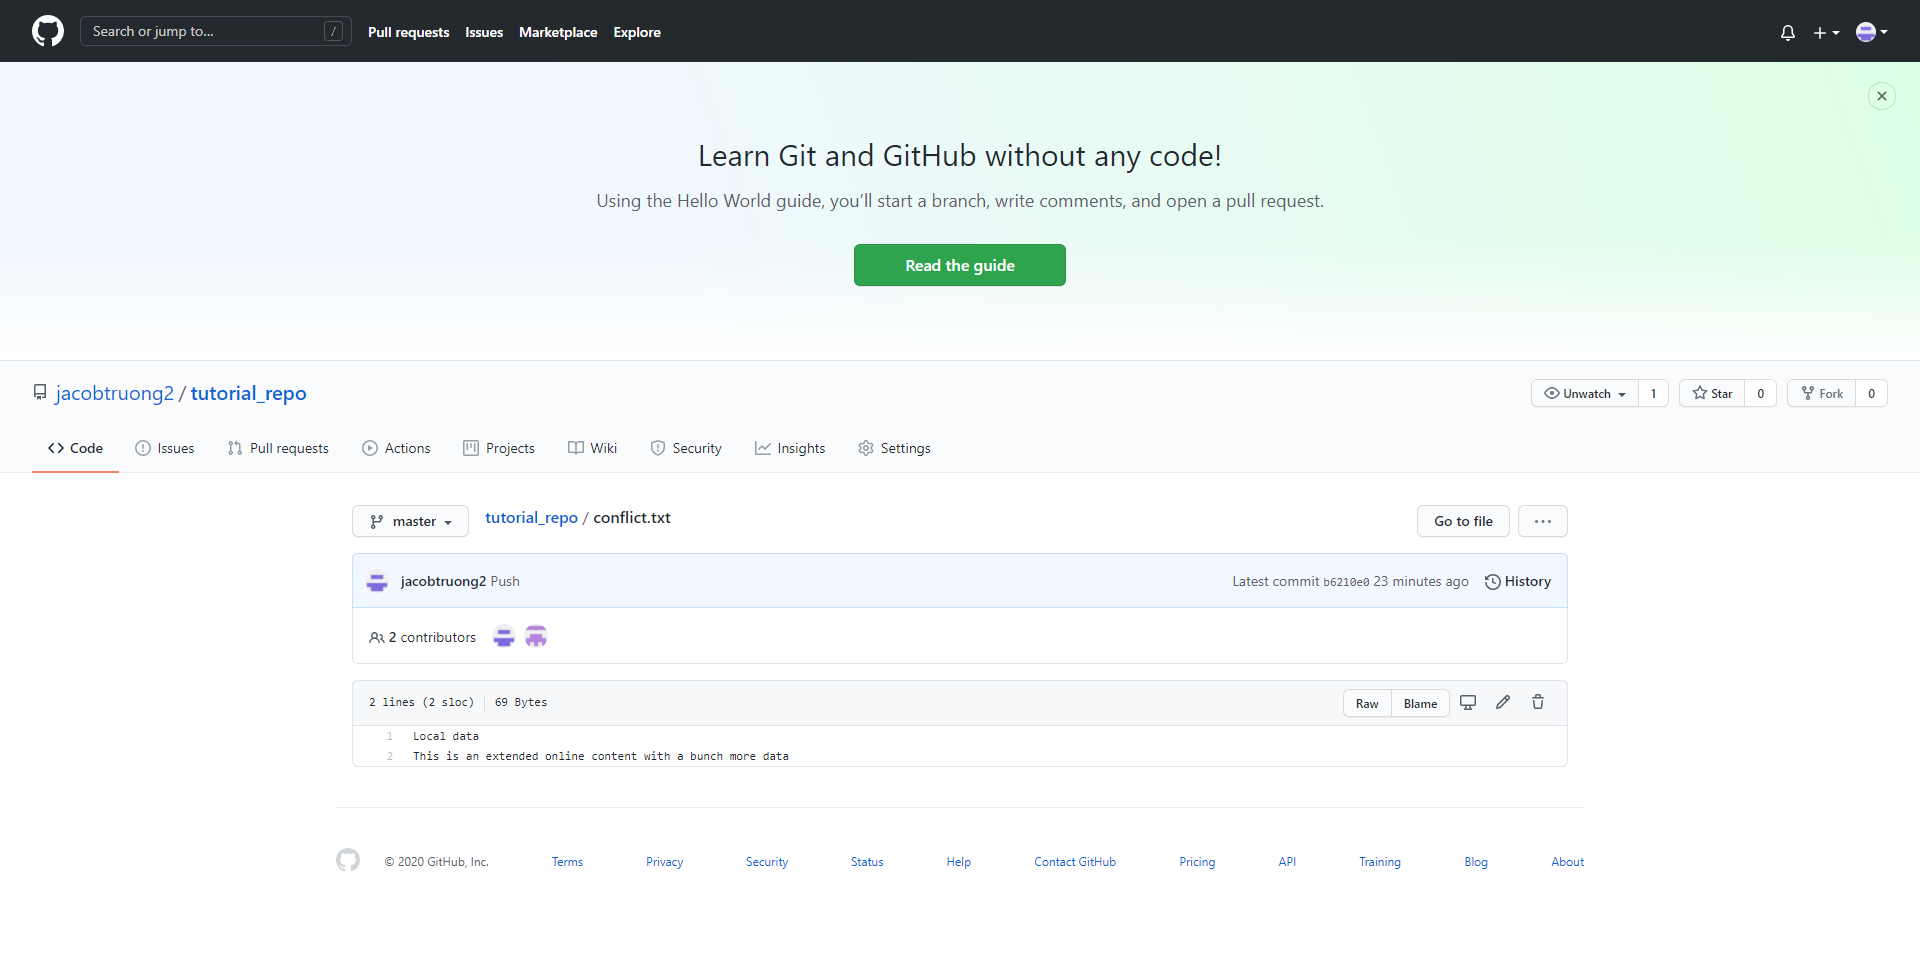 Search or jump to... /
Pull requests Issues Marketplace Explore
Learn Git and GitHub without any code!
Using the Hello World guide, you’ll start a branch, write comments, and open a pull request.
Read the guide
jacobtruong2 / tutorial_repo
Unwatch 1 Star 0 Fork 0
Code Issues Pull requests Actions Projects Wiki Security Insights Settings
master tutorial_repo / conflict.txt Go to file ...
jacobtruong2 Push Latest commit b6210e0 23 minutes ago History
2 contributors
2 lines (2 sloc) 69 Bytes Raw Blame
1 Local data
2 This is an extended online content with a bunch more data
© 2020 GitHub, Inc. Terms Privacy Security Status Help Contact GitHub Pricing API Training Blog About